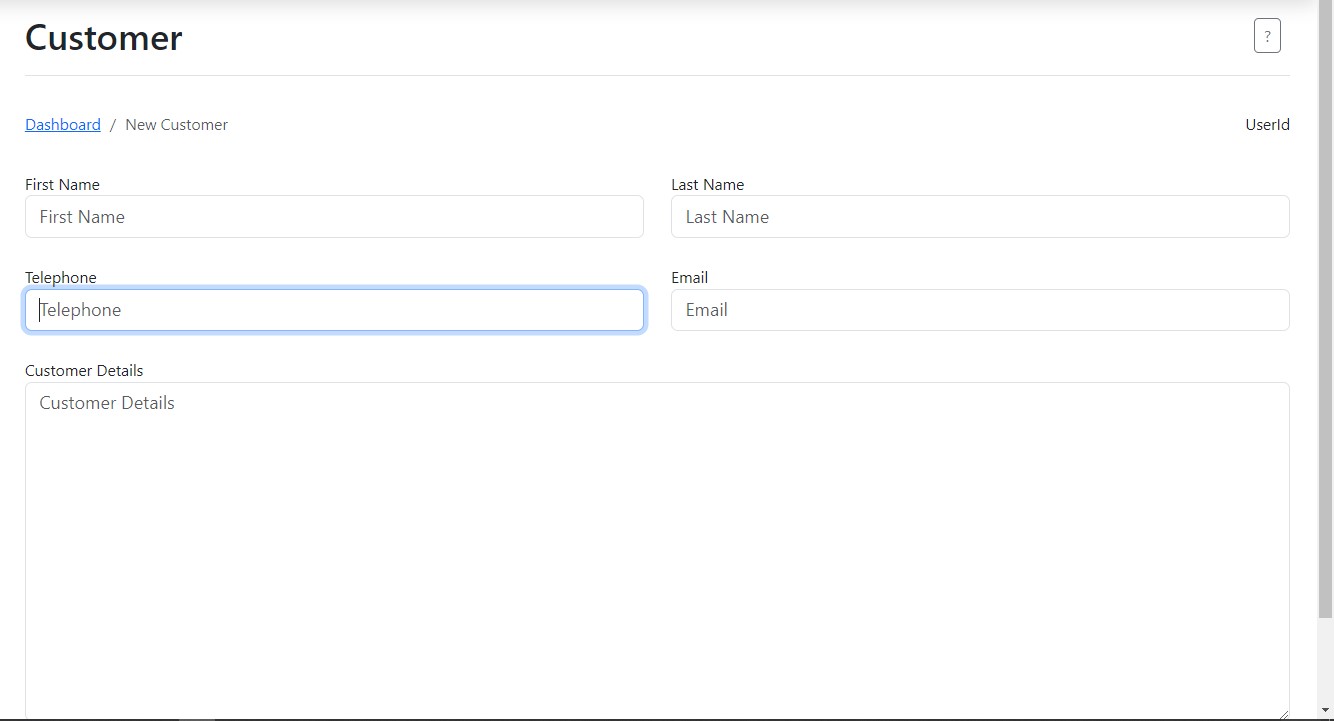 Customer
?
Dashboard / New Customer
UserId
First Name
Last Name
First Name
Last Name
Telephone
Email
Telephone
Email
Customer Details
Customer Details